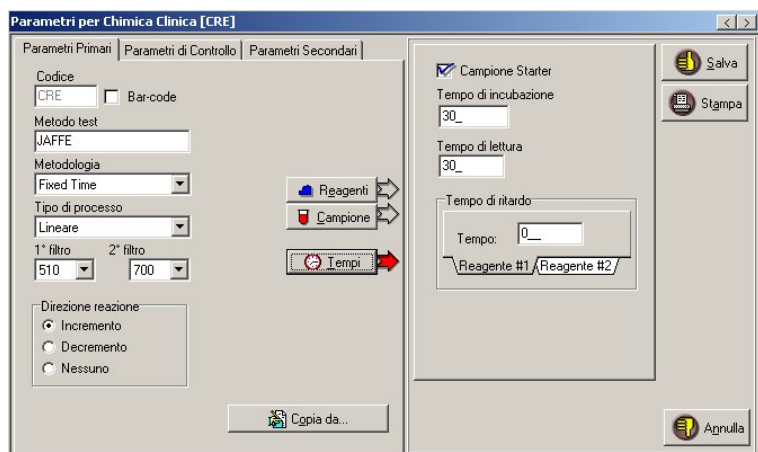 Parametri per Chimica Clinica [CRE]
Parametri Primari
Parametri di Controllo
Parametri Secondari
Codice
CRE
Bar-code
Metodo test
JAFFE
Metodologia
Fixed Time
Tipo di processo
Lineare
1° filtro
2° filtro
510
700
Direzione reazione
Incremento
Decremento
Nessuno
Reagenti
Campione
Tempi
Copia da...
Campione Starter
Tempo di incubazione
30_
Tempo di lettura
30_
Tempo di ritardo
Tempo:
0__
Reagente #1
Reagente #2
Salva
Stampa
Annulla